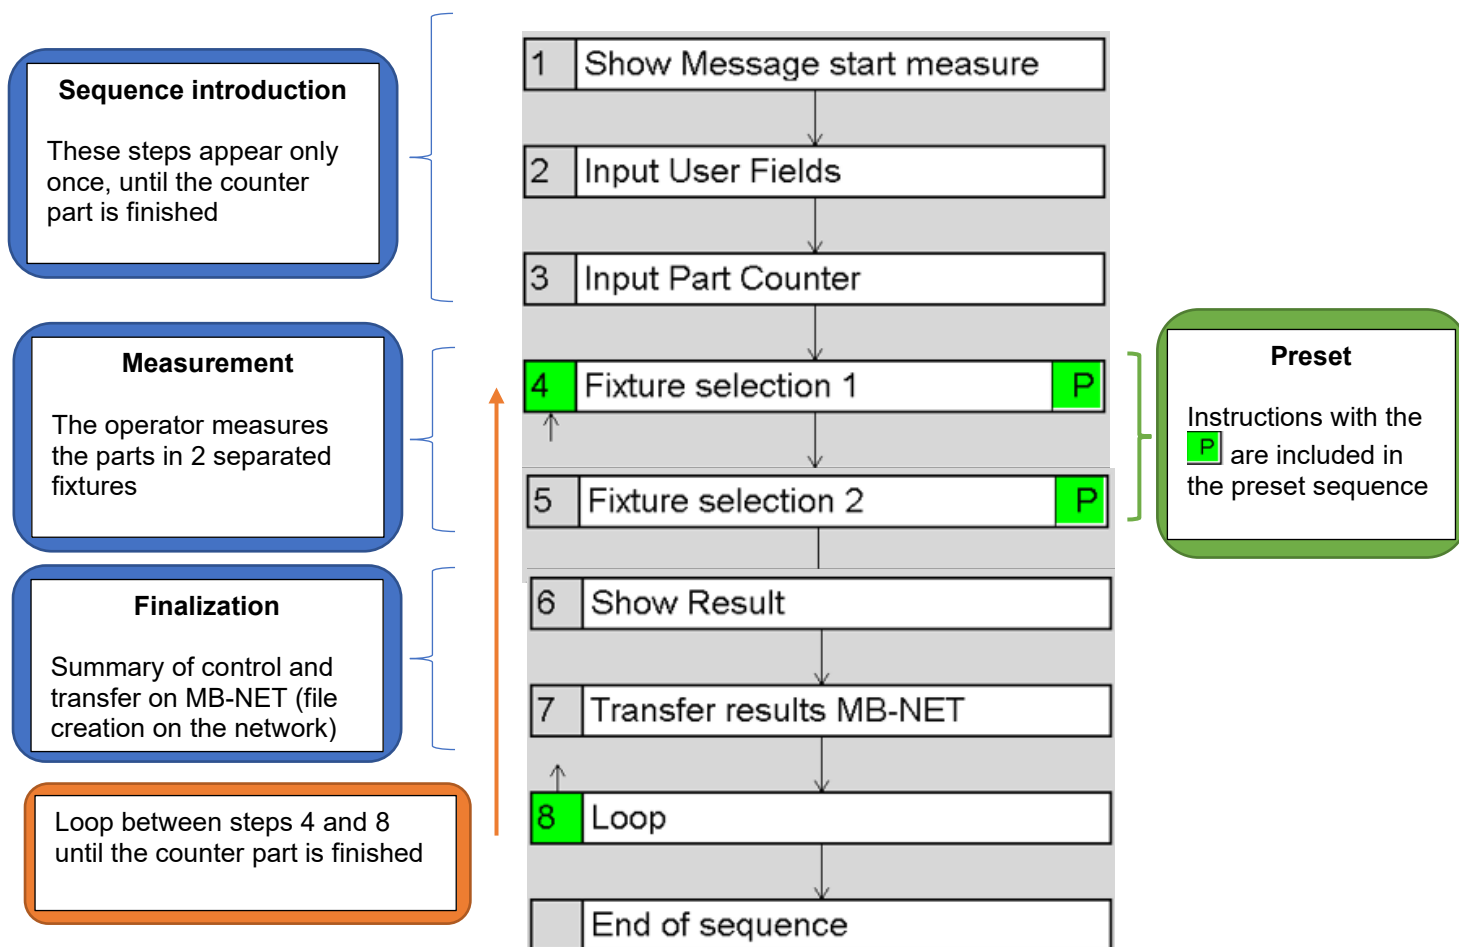 Sequence introduction
These steps appear only
once, until the counter
part is finished
Measurement
The operator measures
the parts in 2 separated
fixtures
Finalization
Summary of control and
transfer on MB-NET (file
creation on the network)
Loop between steps 4 and 8
until the counter part is finished
1 Show Message start measure
2 Input User Fields
3 Input Part Counter
4 Fixture selection 1 P
5 Fixture selection 2 P
6 Show Result
7 Transfer results MB-NET
8 Loop
End of sequence
Preset
Instructions with the
P are included in
the preset sequence